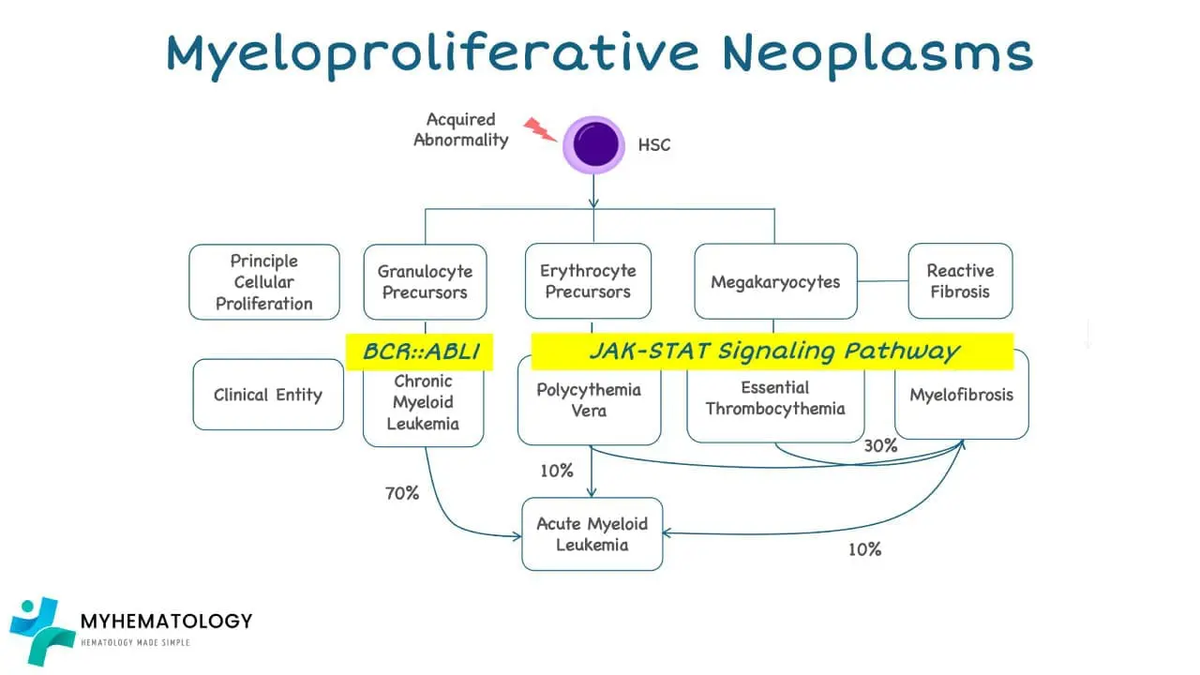 Myeloproliferative Neoplasms
Acquired
Abnormality
HSC
Principle
Cellular
Proliferation
Granulocyte
Precursors
Erythrocyte
Precursors
Megakaryocytes
Reactive
Fibrosis
BCR::ABL1
JAK-STAT Signaling Pathway
Clinical Entity
Chronic
Myeloid
Leukemia
Polycythemia
Vera
Essential
Thrombocythemia
Myelofibrosis
30%
10%
70%
Acute Myeloid
Leukemia
10%
MYHEMATOLOGY
HEMATOLOGY MADE SIMPLE